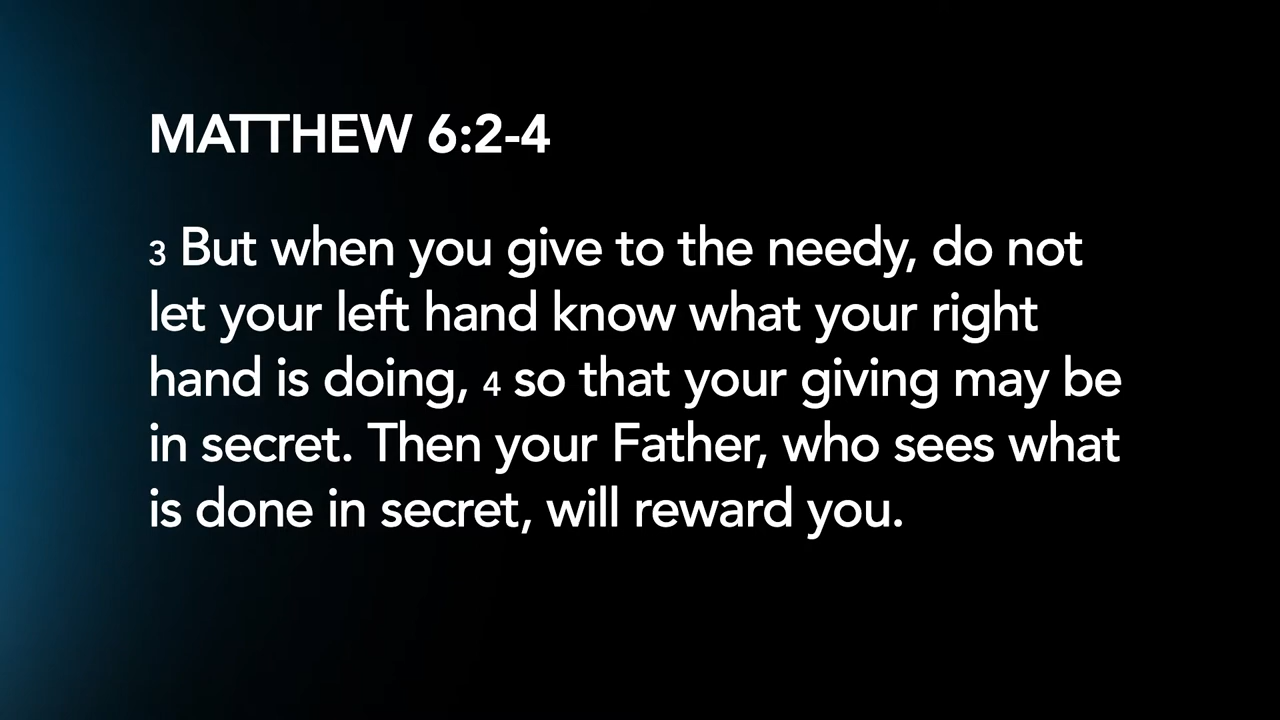 MATTHEW 6:2-4
3 But when you give to the needy, do not
let your left hand know what your right
hand is doing, 4 so that your giving may be
in secret. Then your Father, who sees what
is done in secret, will reward you.